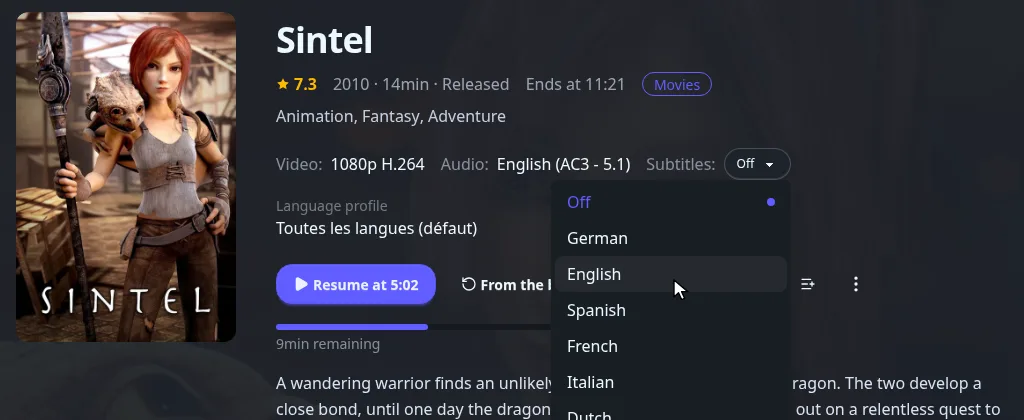 Sintel
7.3 2010 · 14min · Released Ends at 11:21 Movies
Animation, Fantasy, Adventure
Video: 1080p H.264 Audio: English (AC3 - 5.1) Subtitles: Off
Off
German
English
Spanish
French
Italian
Dutch
Language profile
Toutes les langues (défaut)
Resume at 5:02 From the
9min remaining
A wandering warrior finds an unlikely ragon. The two develop a
close bond, until one day the dragon out on a relentless quest to
SINTEL